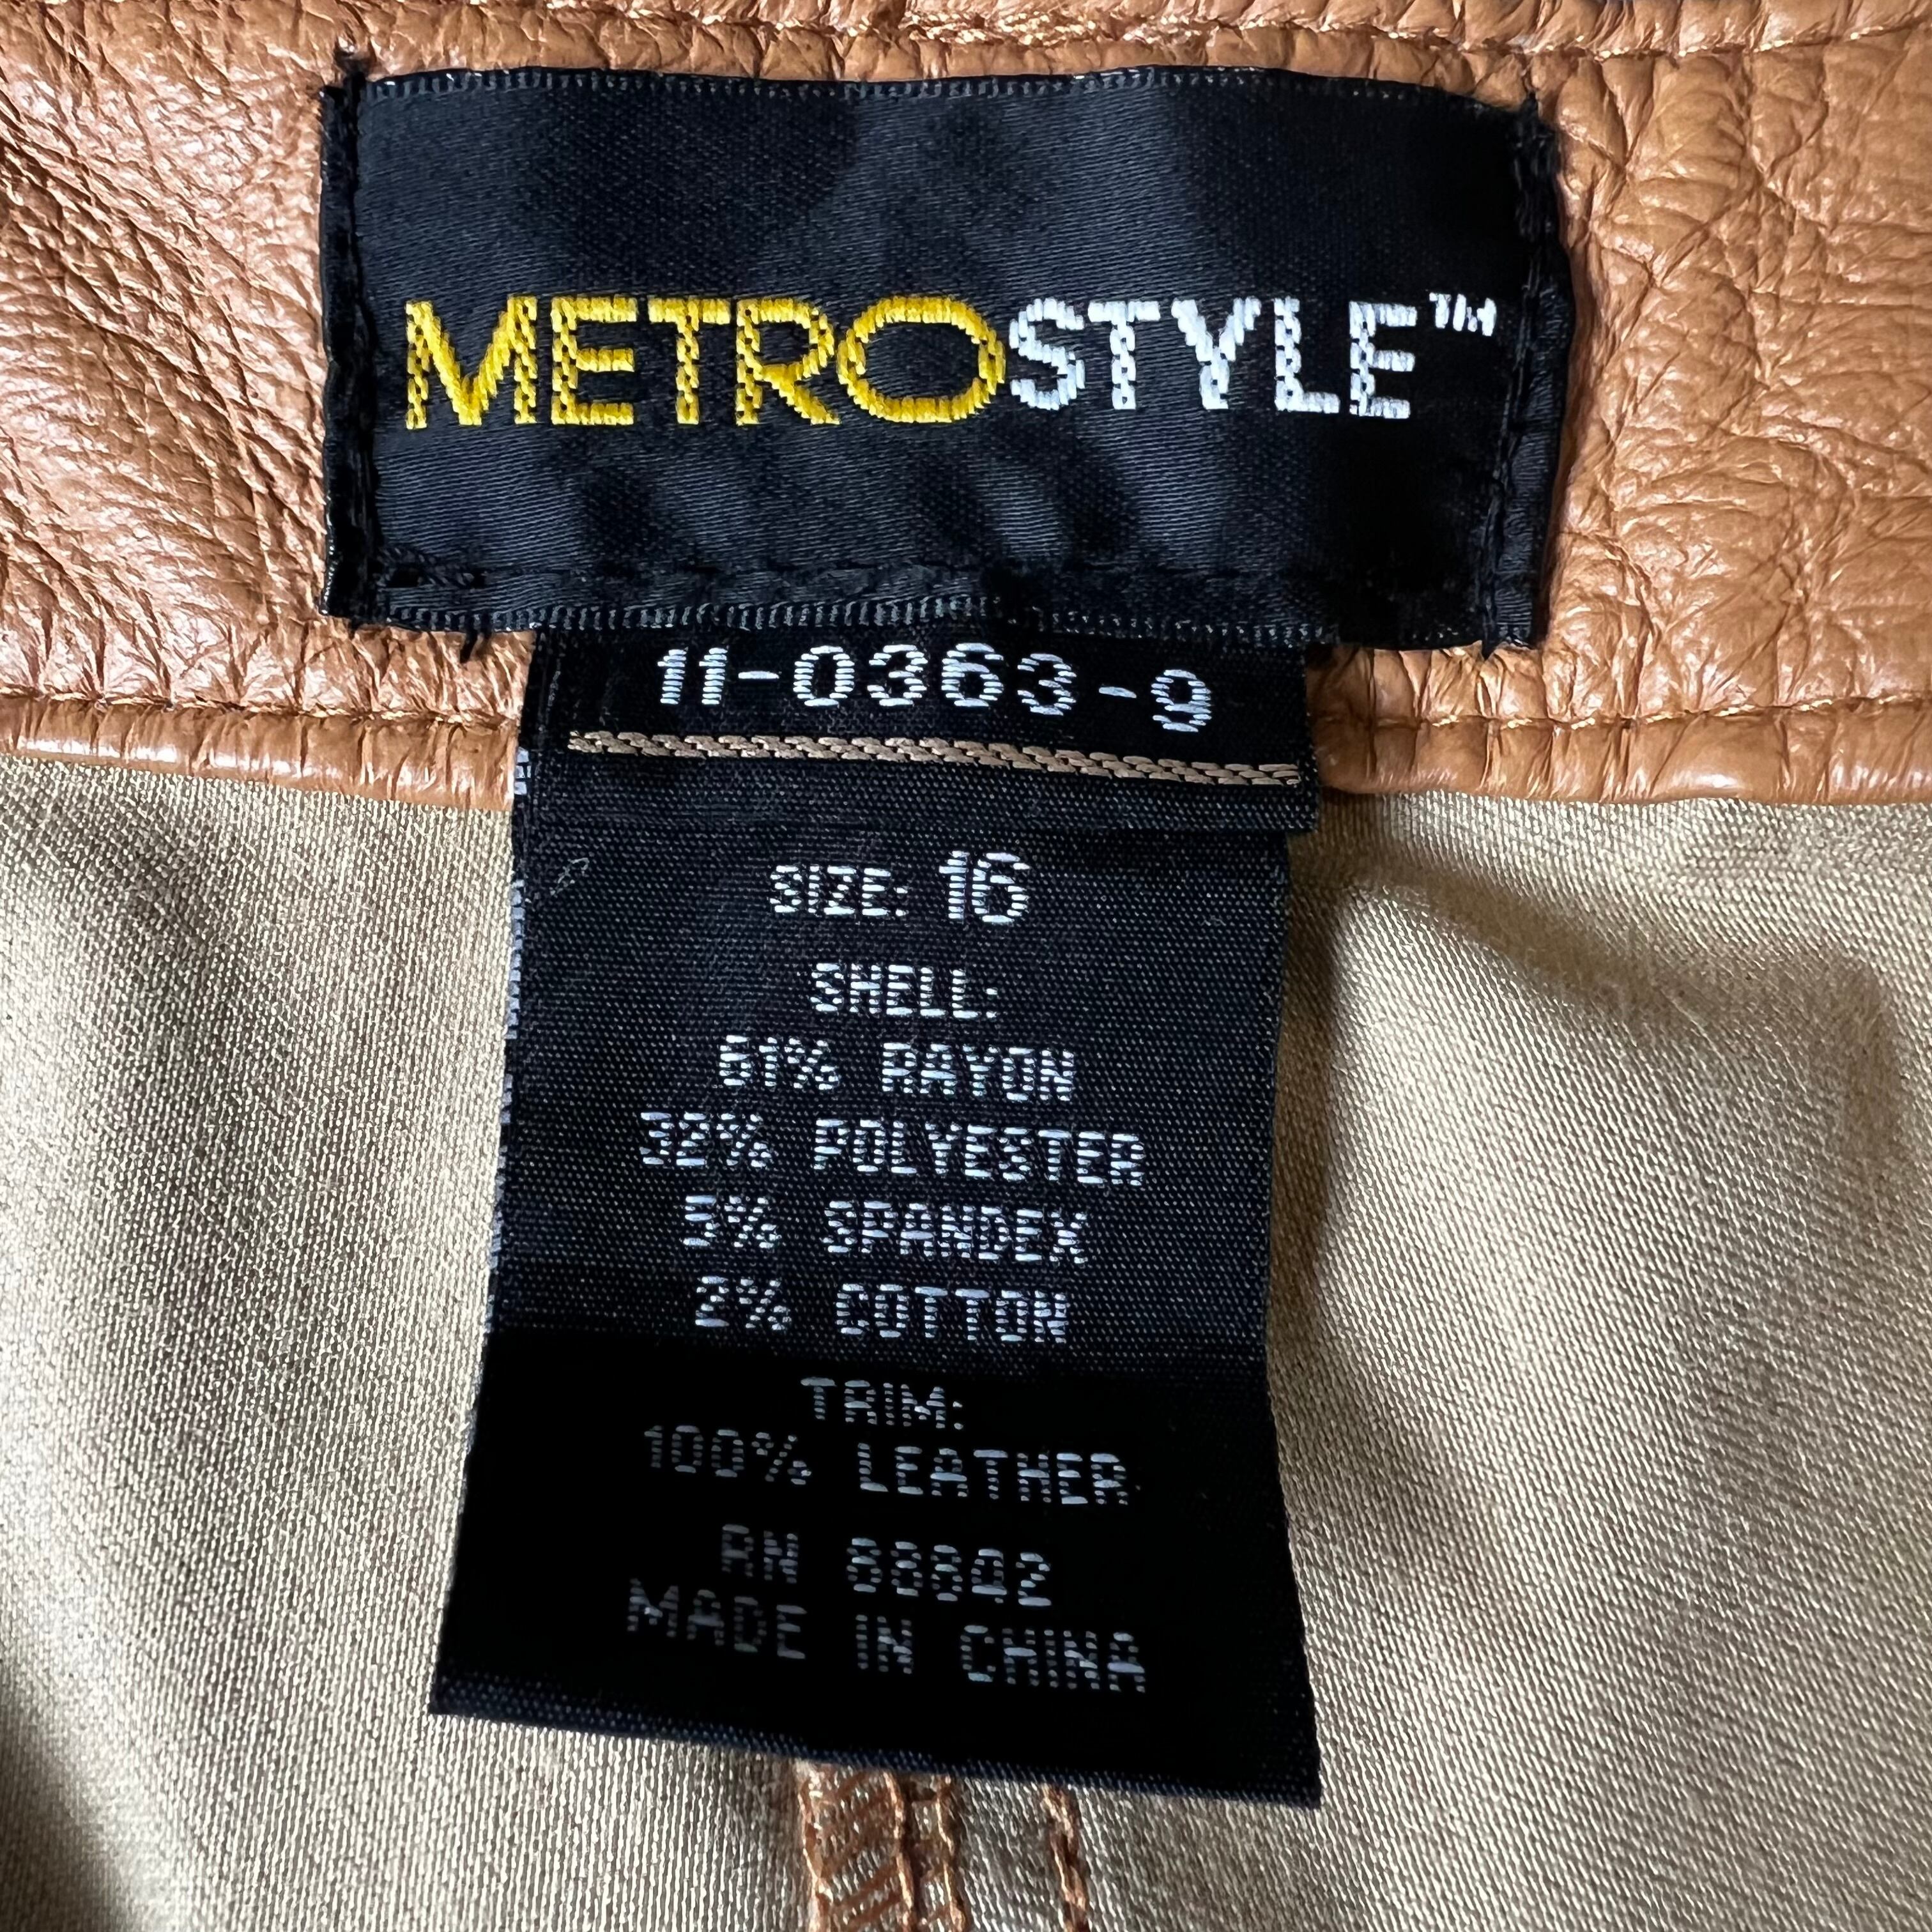 METROSTYLE™
11-0363-9
SIZE: 16
SHELL:
61% RAYON
32% POLYESTER
5% SPANDEX
2% COTTON
TRIM:
100% LEATHER
RN 88842
MADE IN CHINA